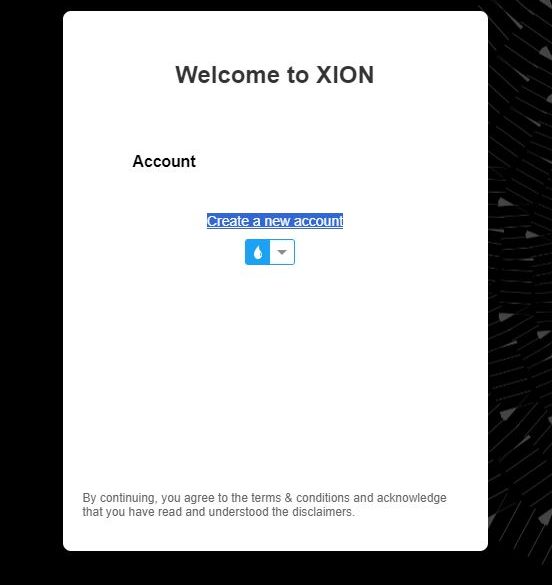 Welcome to XION
Account
Create a new account
By continuing, you agree to the terms & conditions and acknowledge
that you have read and understood the disclaimers.